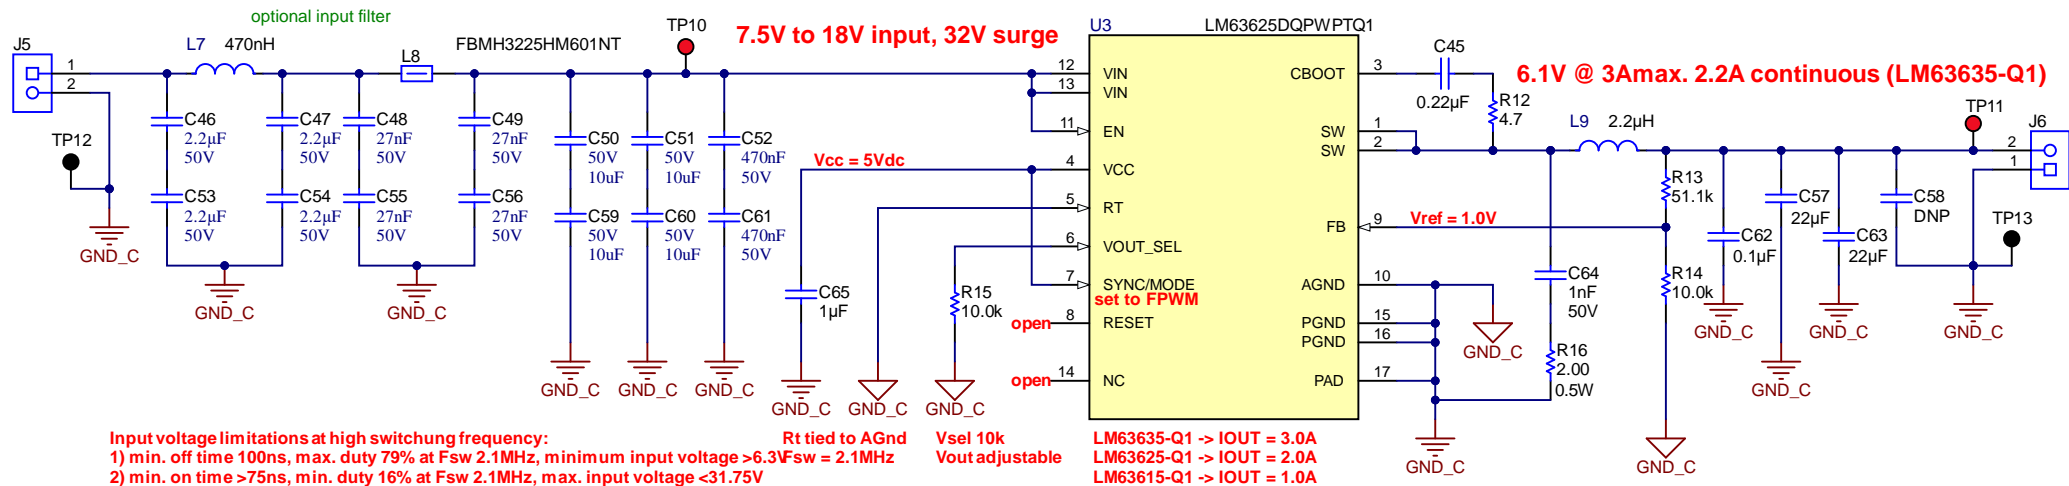 optional input filter
J5
1
2
L7
470nH
L8
FBMH3225HM601NT
TP10
7.5V to 18V input, 32V surge
TP12
GND_C
C46
2.2µF
50V
C47
2.2µF
50V
C48
27nF
50V
C49
27nF
50V
C50
50V
10uF
C51
50V
10uF
C52
470nF
50V
C53
2.2µF
50V
C54
2.2µF
50V
C55
27nF
50V
C56
27nF
50V
C59
50V
10uF
C60
50V
10uF
C61
470nF
50V
GND_C
GND_C
GND_C
GND_C
GND_C
Vcc = 5Vdc
C65
1µF
GND_C
GND_C
R15
10.0k
GND_C
open
open
U3
LM63625DQPWPTQ1
12
VIN
13
VIN
11
EN
4
VCC
5
RT
6
VOUT_SEL
7
SYNC/MODE
set to FPWM
8
RESET
14
NC
CBOOT
3
SW
1
SW
2
FB
9
AGND
10
PGND
15
PGND
16
PAD
17
C45
0.22µF
R12
4.7
6.1V @ 3Amax. 2.2A continuous (LM63635-Q1)
L9
2.2µH
TP11
J6
2
1
Vref = 1.0V
R13
51.1k
R14
10.0k
C57
22µF
C58
DNP
C62
0.1µF
C63
22µF
C64
1nF
50V
R16
2.00
0.5W
TP13
GND_C
GND_C
GND_C
GND_C
GND_C
GND_C
GND_C
Input voltage limitations at high switchung frequency:
1) min. off time 100ns, max. duty 79% at Fsw 2.1MHz, minimum input voltage >6.3V
2) min. on time >75ns, min. duty 16% at Fsw 2.1MHz, max. input voltage <31.75V
Rt tied to AGnd
Fsw = 2.1MHz
Vsel 10k
Vout adjustable
LM63635-Q1 -> IOUT = 3.0A
LM63625-Q1 -> IOUT = 2.0A
LM63615-Q1 -> IOUT = 1.0A